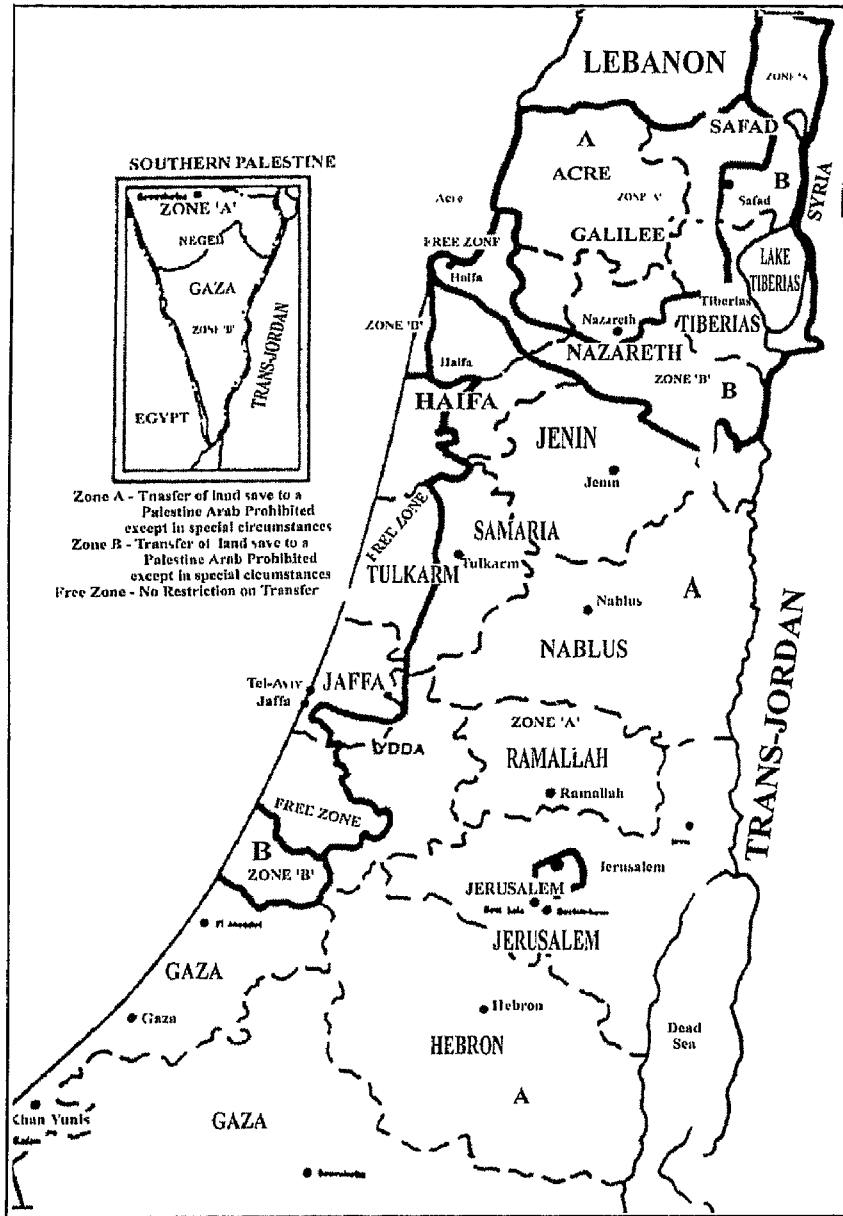 LEBANON
ZONE 'A'
SAFAD
A
ACRE
ZONE 'A'
B
Safad
SYRIA
Acre
FREE ZONE
GALILEE
LAKE
TIBERIAS
Haifa
Tiberias
TIBERIAS
ZONE 'B'
Nazareth
NAZARETH
Haifa
ZONE 'B'
B
HAIFA
SOUTHERN PALESTINE
ZONE 'A'
NEGEB
GAZA
ZONE 'B'
TRANS-JORDAN
EGYPT
Zone A - Tnasfer of land save to a
Palestine Arab Prohibited
except in special circumstances
Zone B - Transfer of land save to a
Palestine Arab Prohibited
except in special cicumstances
Free Zone - No Restriction on Transfer
JENIN
Jenin
FREE ZONE
SAMARIA
TULKARM
Tulkarm
Nablus
A
NABLUS
TRANS-JORDAN
Tel-Aviv
Jaffa
JAFFA
LYDDA
ZONE 'A'
RAMALLAH
Ramallah
FREE ZONE
B
ZONE 'B'
Jerusalem
JERUSALEM
JERUSALEM
GAZA
Gaza
Hebron
HEBRON
Dead
Sea
A
Khan Yunis
GAZA